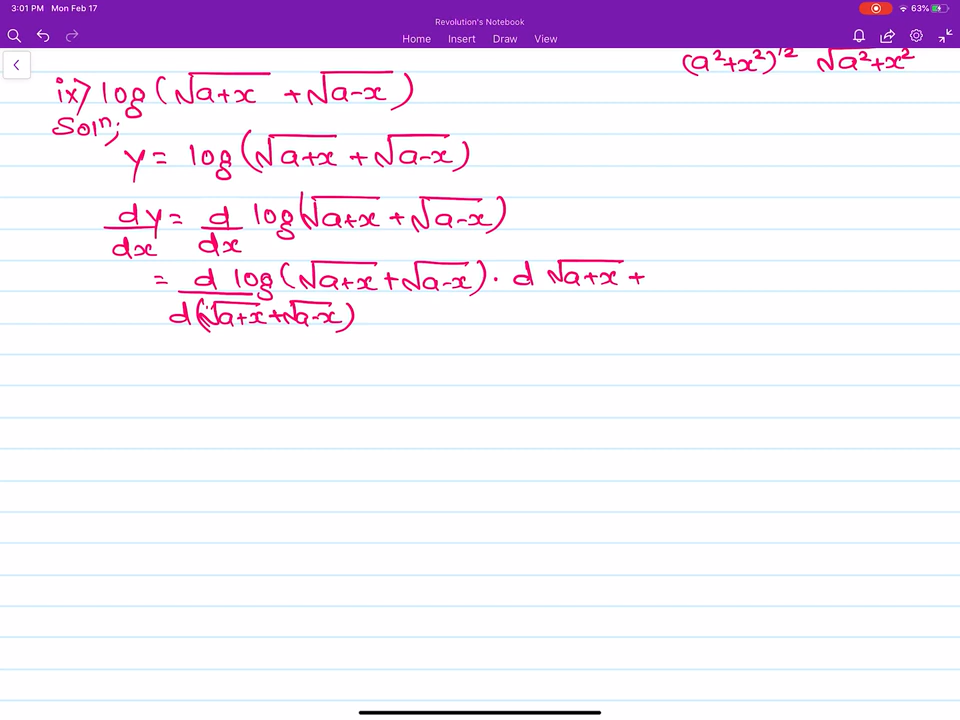 3:01 PM Mon Feb 17
63%
Revolution's Notebook
Home Insert Draw View
(a²+x²)^1/2 √a²+x²
ix> log(√a+x + √a-x)
Solⁿ;
y = log(√a+x + √a-x)
dy/dx = d/dx log(√a+x + √a-x)
= d log(√a+x + √a-x) · d √a+x +
d(√a+x + √a-x)